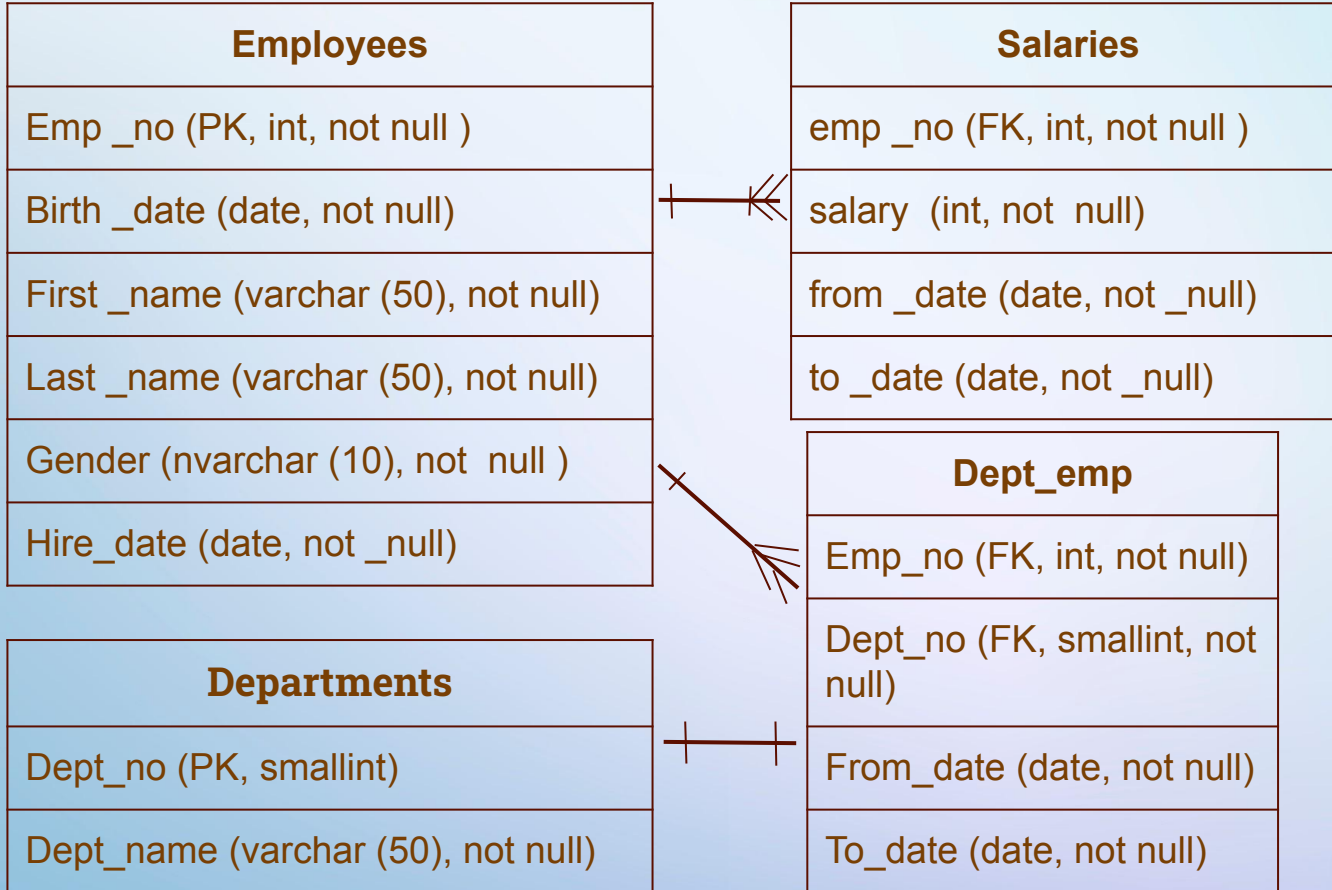 Employees
Emp _no (PK, int, not null )
Birth _date (date, not null)
First _name (varchar (50), not null)
Last _name (varchar (50), not null)
Gender (nvarchar (10), not  null )
Hire_date (date, not _null)
Salaries
emp _no (FK, int, not null )
salary  (int, not  null)
from _date (date, not _null)
to _date (date, not _null)
Departments
Dept_no (PK, smallint)
Dept_name (varchar (50), not null)
Dept_emp
Emp_no (FK, int, not null)
Dept_no (FK, smallint, not
null)
From_date (date, not null)
To_date (date, not null)